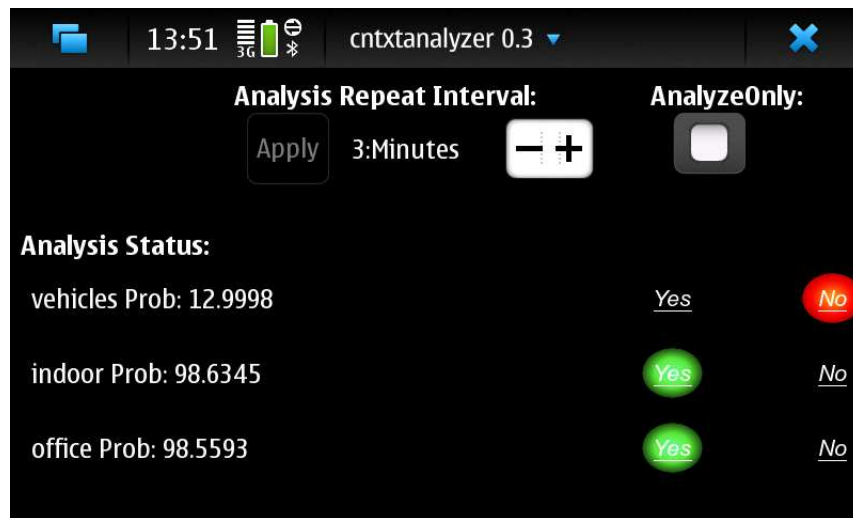 13:51 3G cntxtanalyzer 0.3
Analysis Repeat Interval: AnalyzeOnly:
Apply 3:Minutes − +
Analysis Status:
vehicles Prob: 12.9998 Yes No
indoor Prob: 98.6345 Yes No
office Prob: 98.5593 Yes No